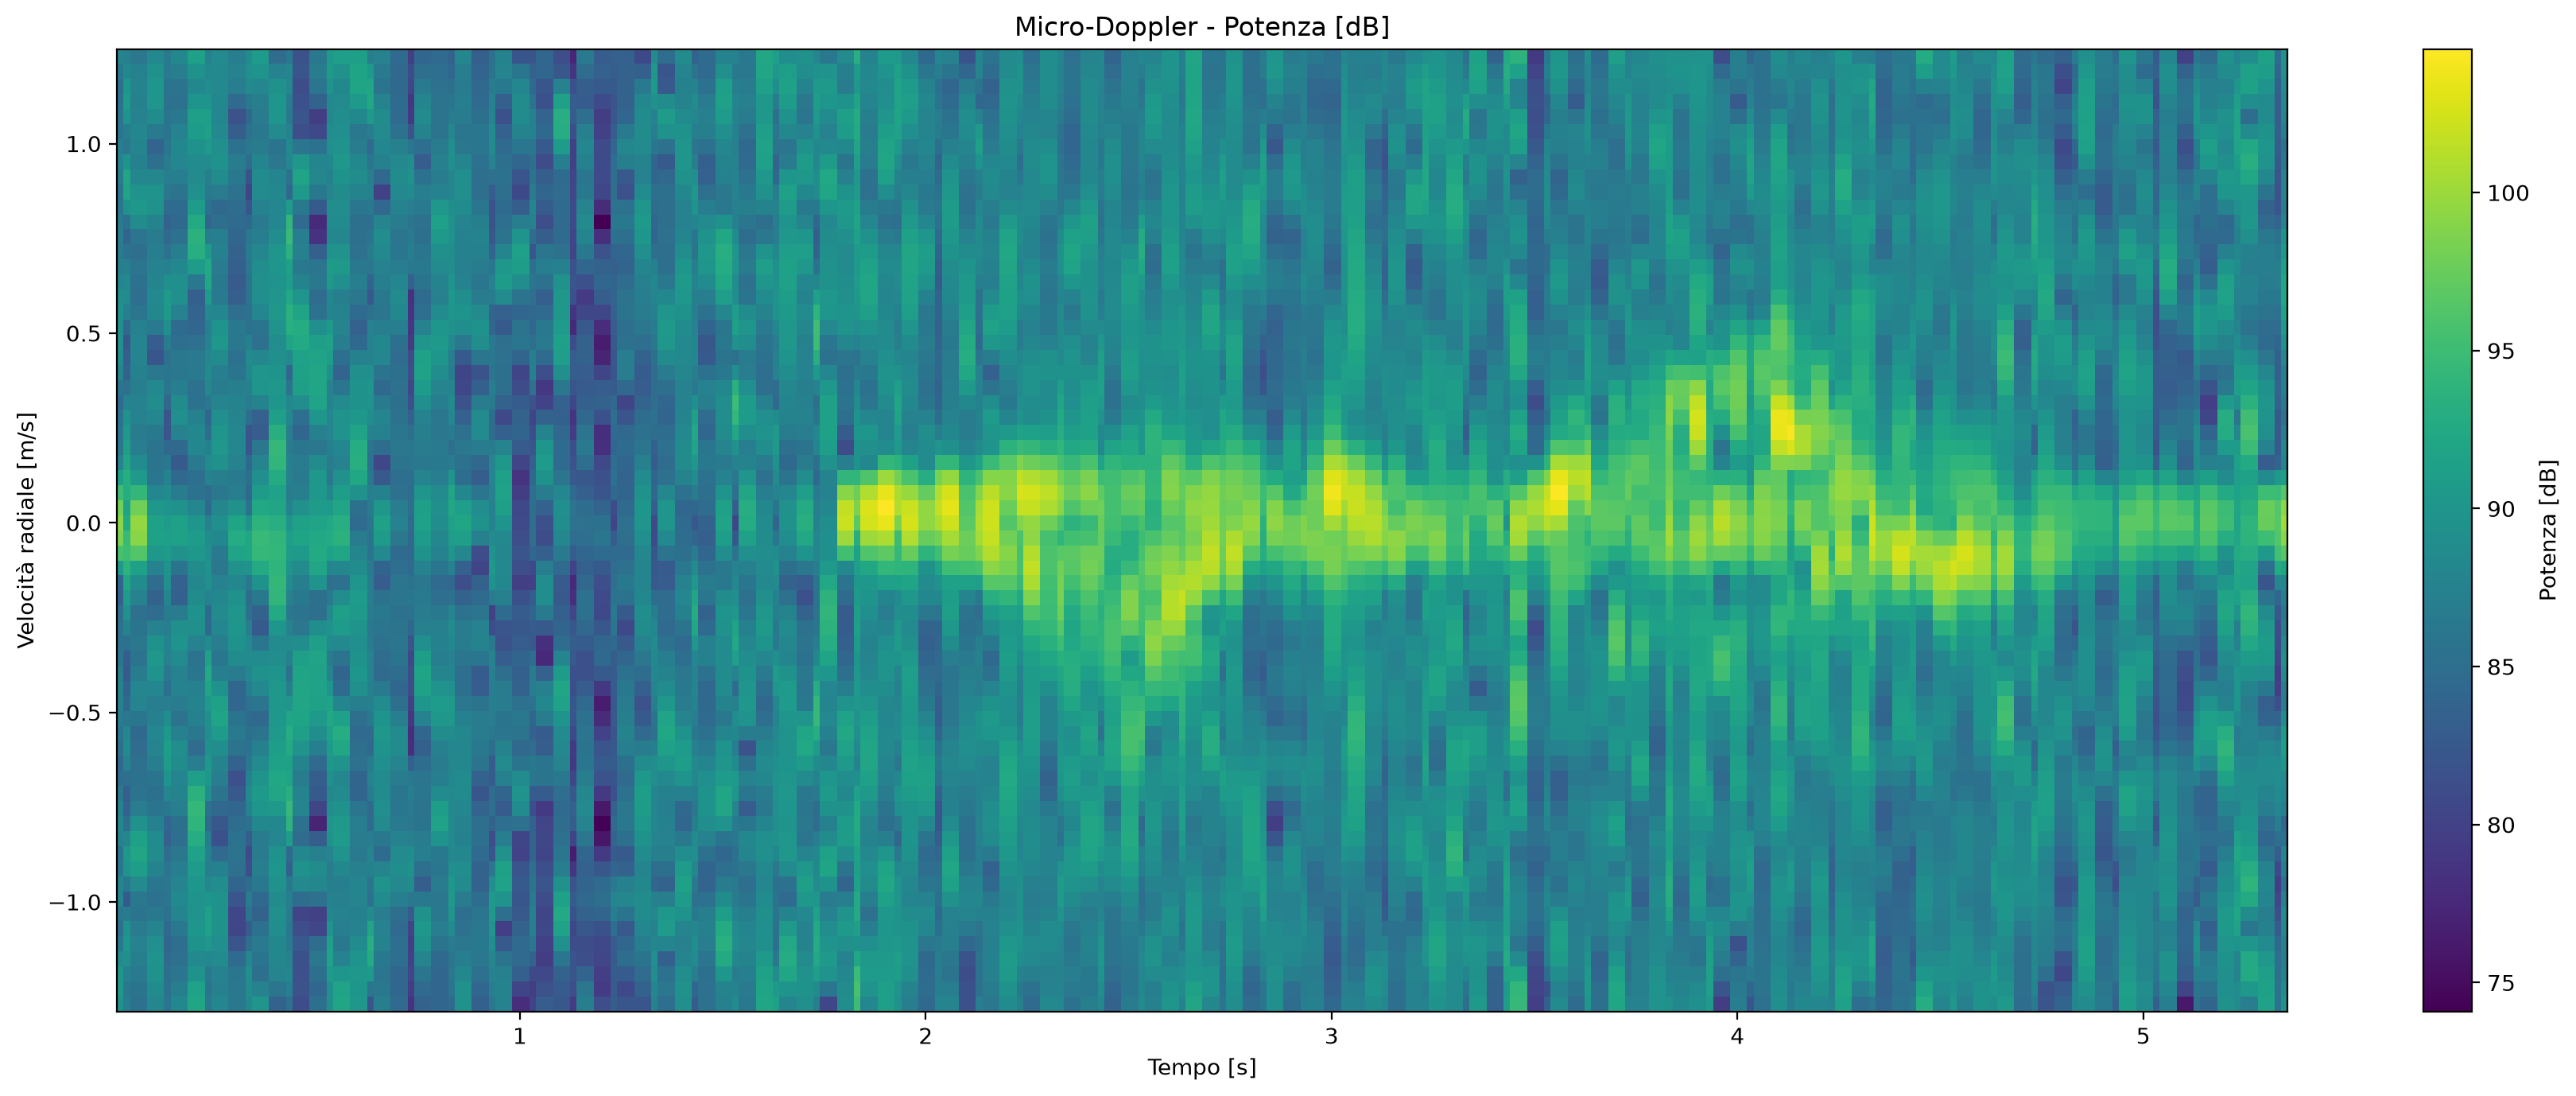 Micro-Doppler - Potenza [dB]
Velocità radiale [m/s]
1.0
0.5
0.0
−0.5
−1.0
1 2 3 4 5
Tempo [s]
100
95
90
85
80
75
Potenza [dB]